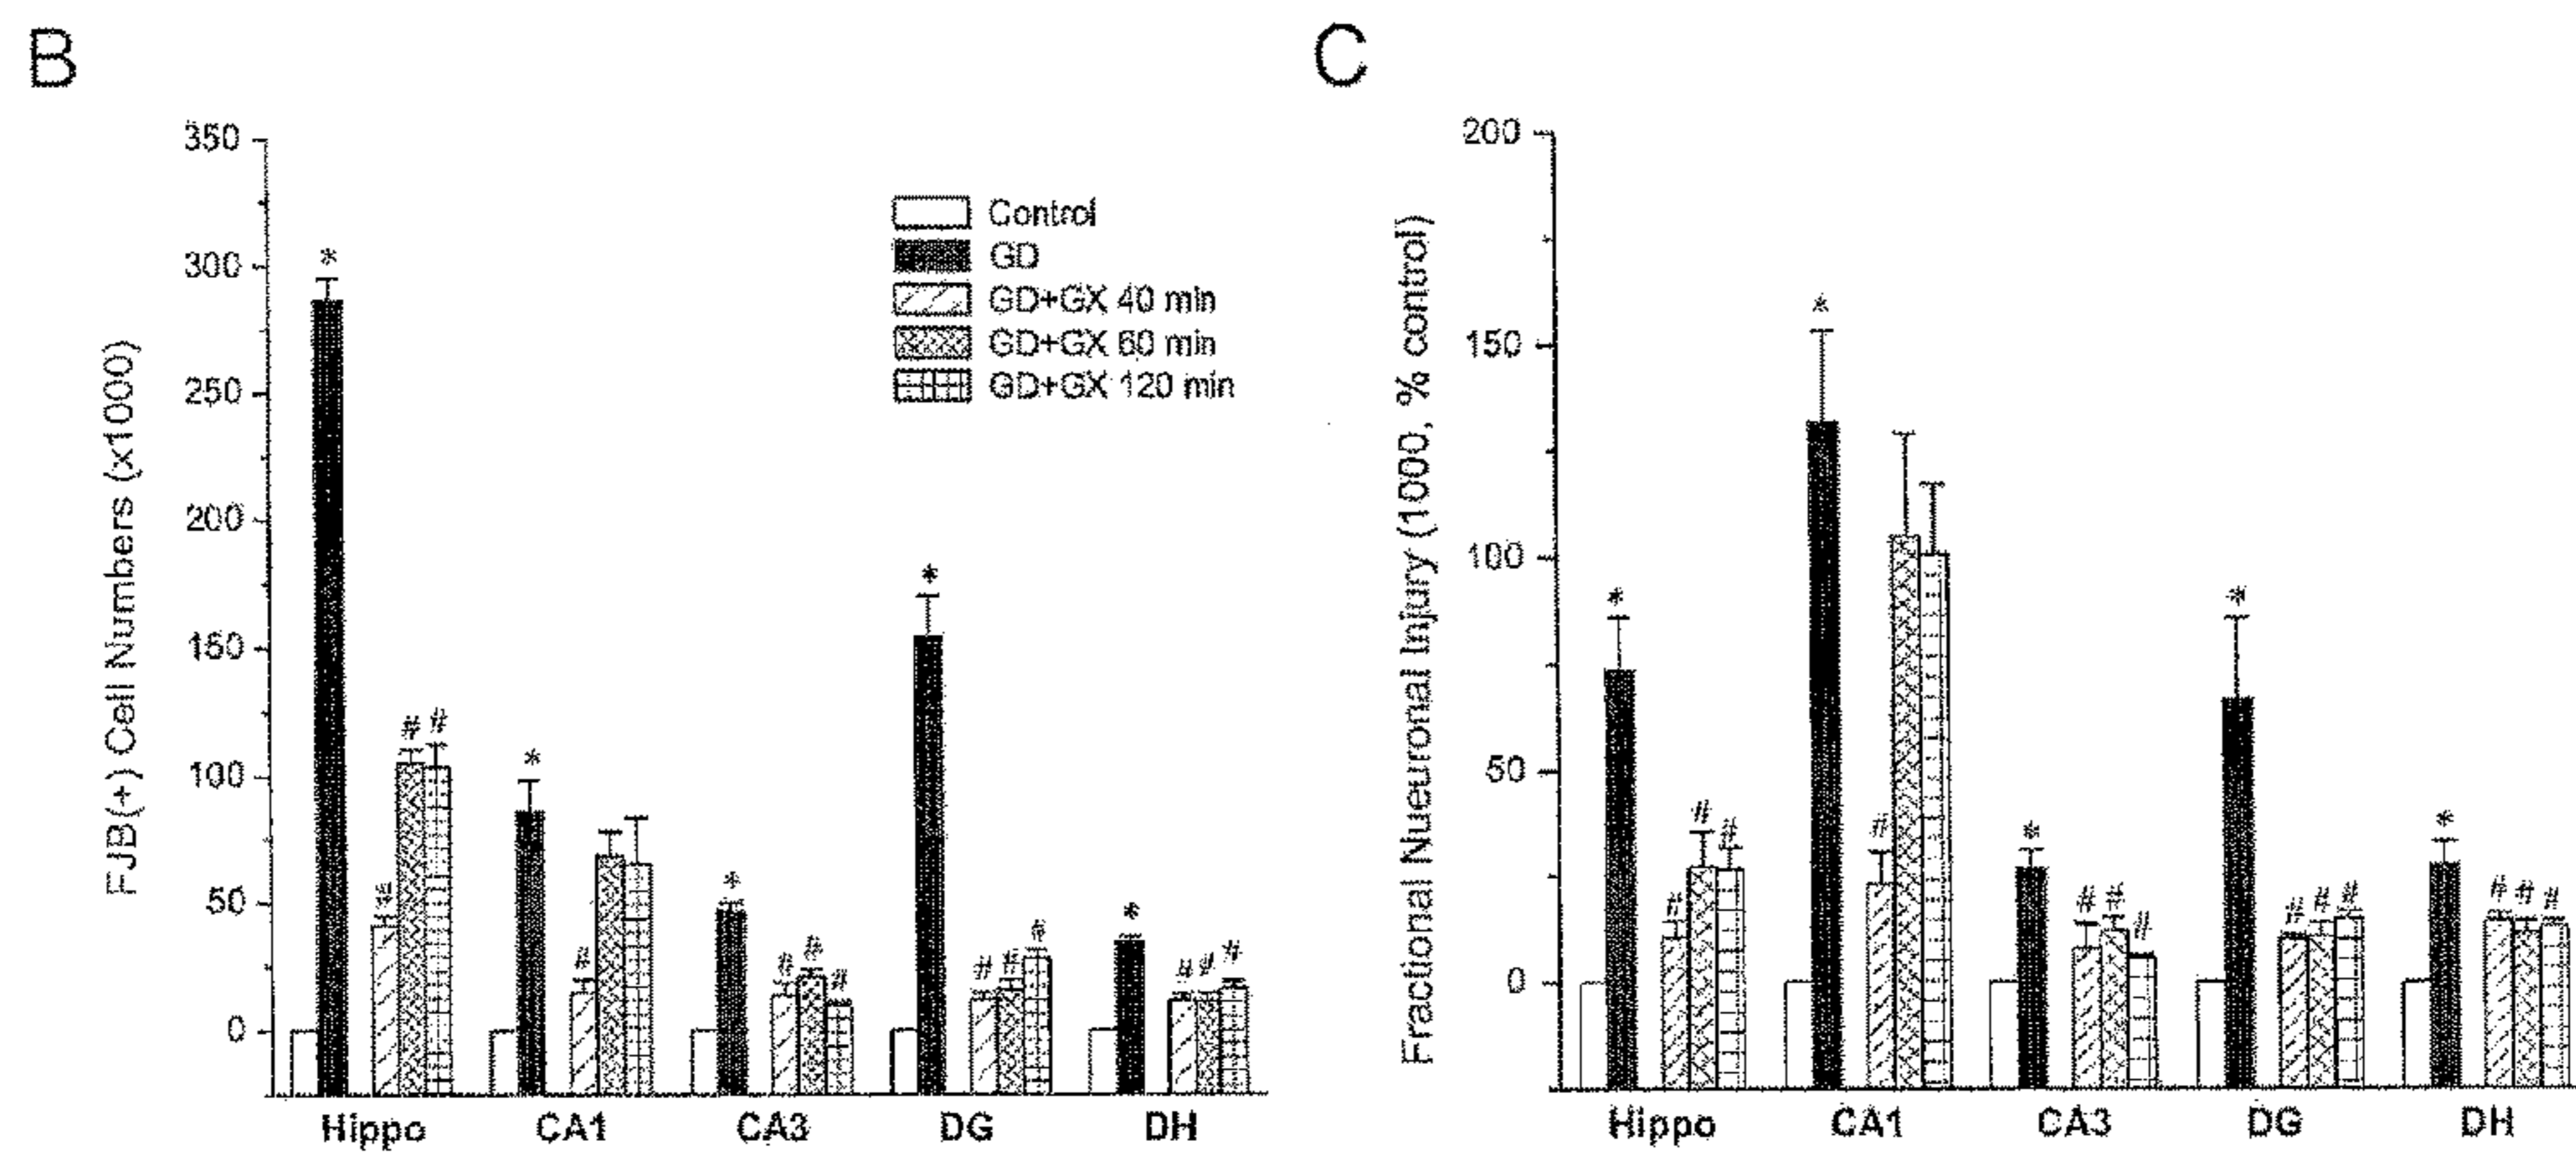 B
C
350
300
250
200
150
100
50
0
FJB(+) Cell Numbers (x1000)
Control
GD
GD+GX 40 min
GD+GX 60 min
GD+GX 120 min
* # # #
* #
* # # #
* # # #
* # # #
Hippo CA1 CA3 DG DH
200
150
100
50
0
Fractional Nueuronal Injury (1000, % control)
* # # #
* #
* # # #
* # # #
* # # #
Hippo CA1 CA3 DG DH